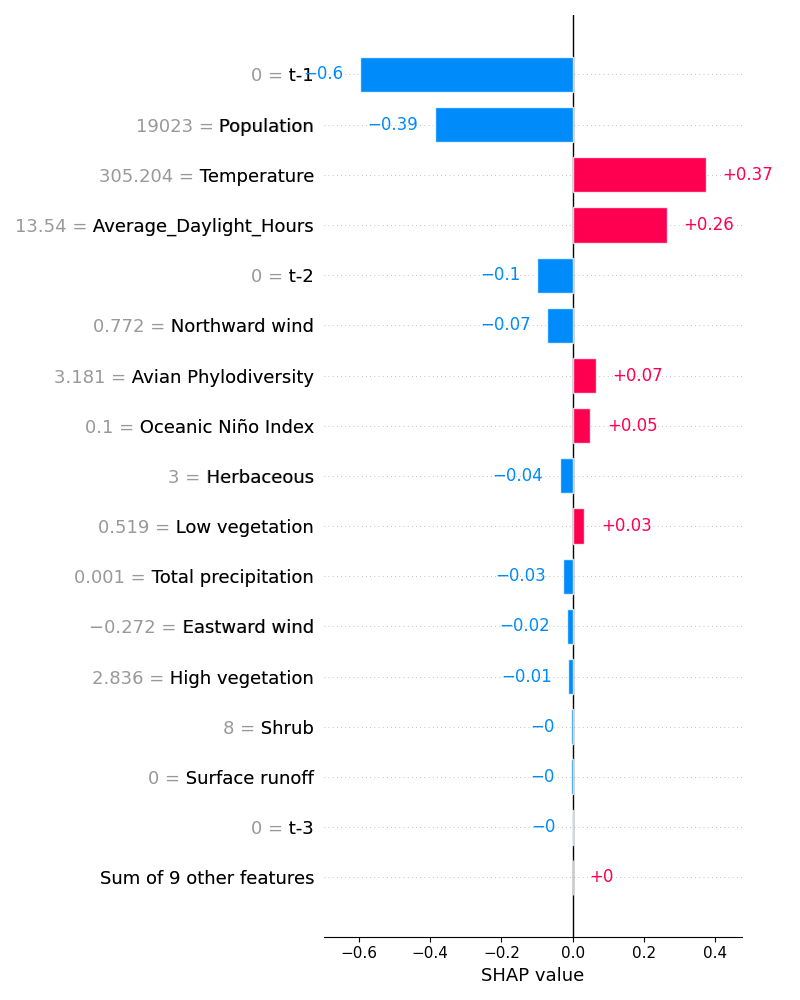 0 = t-1 −0.6
19023 = Population −0.39
305.204 = Temperature +0.37
13.54 = Average_Daylight_Hours +0.26
0 = t-2 −0.1
0.772 = Northward wind −0.07
3.181 = Avian Phylodiversity +0.07
0.1 = Oceanic Niño Index +0.05
3 = Herbaceous −0.04
0.519 = Low vegetation +0.03
0.001 = Total precipitation −0.03
−0.272 = Eastward wind −0.02
2.836 = High vegetation −0.01
8 = Shrub −0
0 = Surface runoff −0
0 = t-3 −0
Sum of 9 other features +0
−0.6 −0.4 −0.2 0.0 0.2 0.4
SHAP value